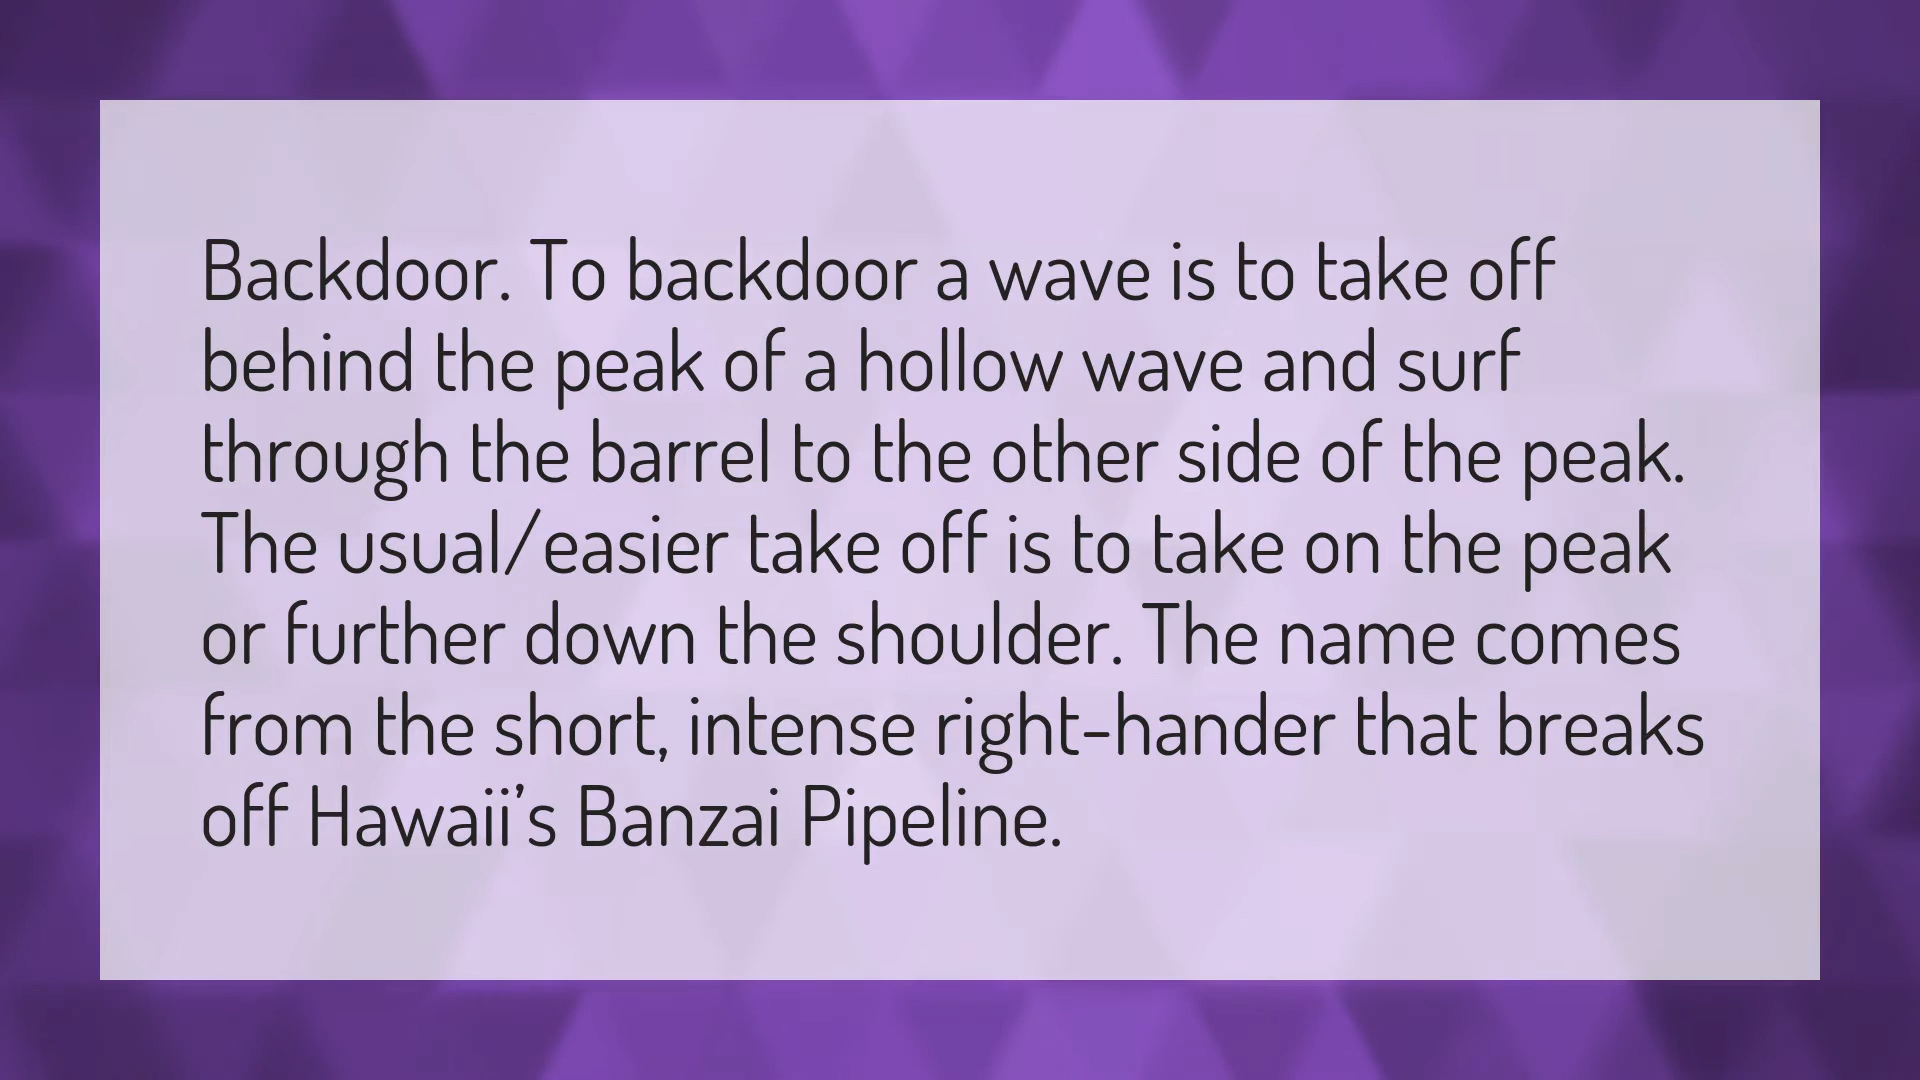 Backdoor. To backdoor a wave is to take off
behind the peak of a hollow wave and surf
through the barrel to the other side of the peak.
The usual/easier take off is to take on the peak
or further down the shoulder. The name comes
from the short, intense right-hander that breaks
off Hawaii’s Banzai Pipeline.